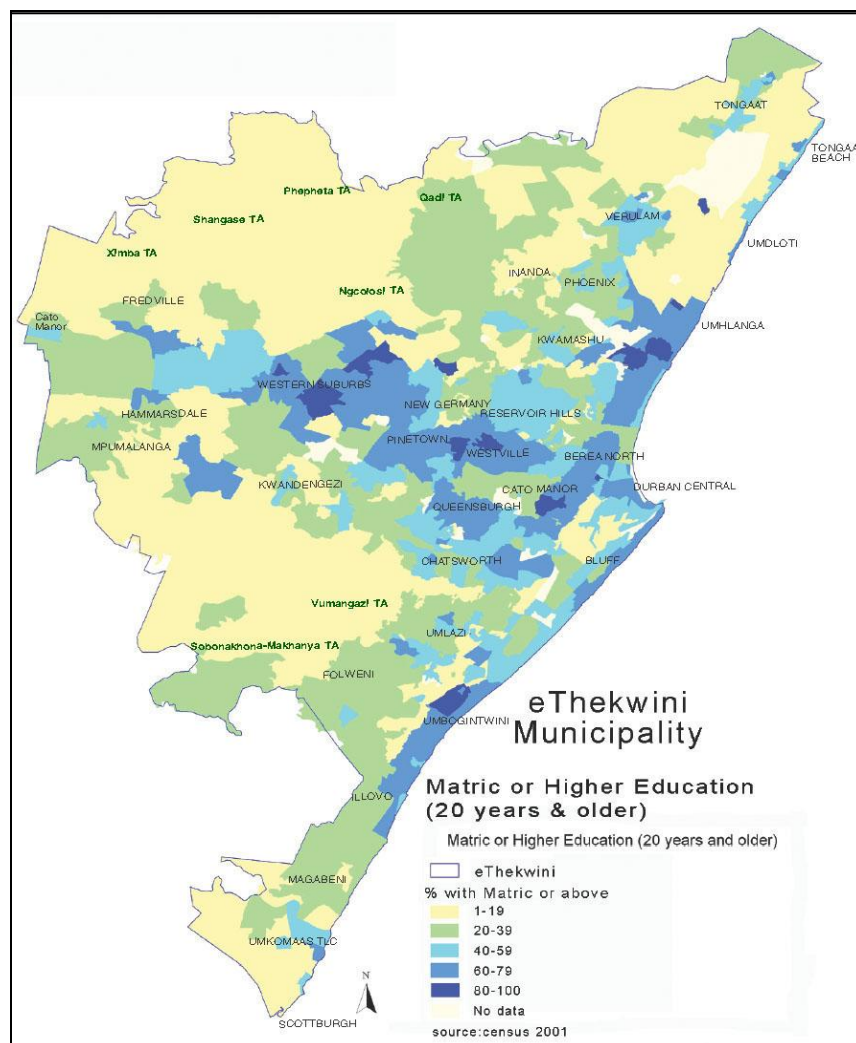 TONGAAT
TONGAAT
BEACH
Phepheta TA
Qadi TA
Shangase TA
VERULAM
UMDLOTI
Ximba TA
INANDA
PHOENIX
FREDVILLE
Ngcolosi TA
Cato
Manor
UMHLANGA
KWAMASHU
WESTERN SUBURBS
NEW GERMANY
HAMMARSDALE
RESERVOIR HILLS
MPUMALANGA
PINETOWN
WESTVILLE
BEREA NORTH
KWANDENGEZI
CATO MANOR
DURBAN CENTRAL
QUEENSBURGH
CHATSWORTH
BLUFF
Vumangazi TA
UMLAZI
Sobonakhona-Makhanya TA
FOLWENI
UMBOGINTWINI
eThekwini
Municipality
ILLOVO
Matric or Higher Education
(20 years & older)
Matric or Higher Education (20 years and older)
eThekwini
MAGABENI
% with Matric or above
1-19
20-39
40-59
UMKOMAAS TLC
60-79
80-100
N
No data
SCOTTBURGH
source:census 2001